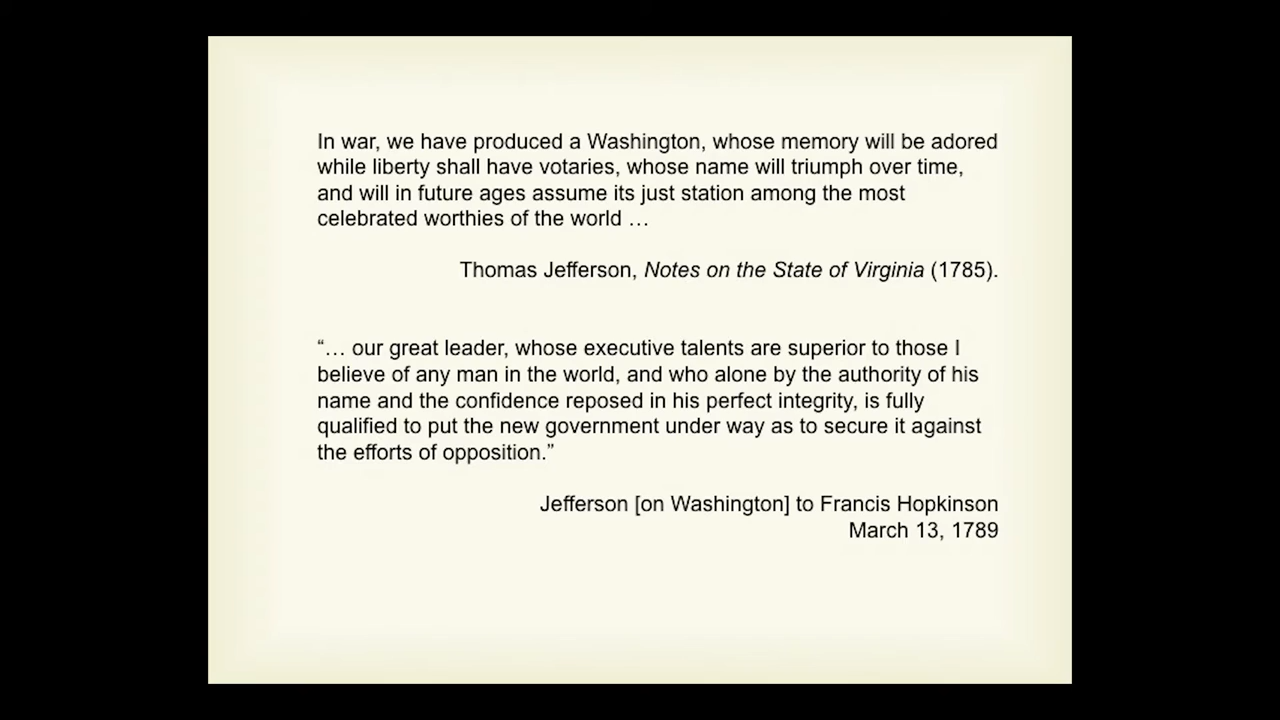 In war, we have produced a Washington, whose memory will be adored
while liberty shall have votaries, whose name will triumph over time,
and will in future ages assume its just station among the most
celebrated worthies of the world …
Thomas Jefferson, Notes on the State of Virginia (1785).
“… our great leader, whose executive talents are superior to those I
believe of any man in the world, and who alone by the authority of his
name and the confidence reposed in his perfect integrity, is fully
qualified to put the new government under way as to secure it against
the efforts of opposition.”
Jefferson [on Washington] to Francis Hopkinson
March 13, 1789